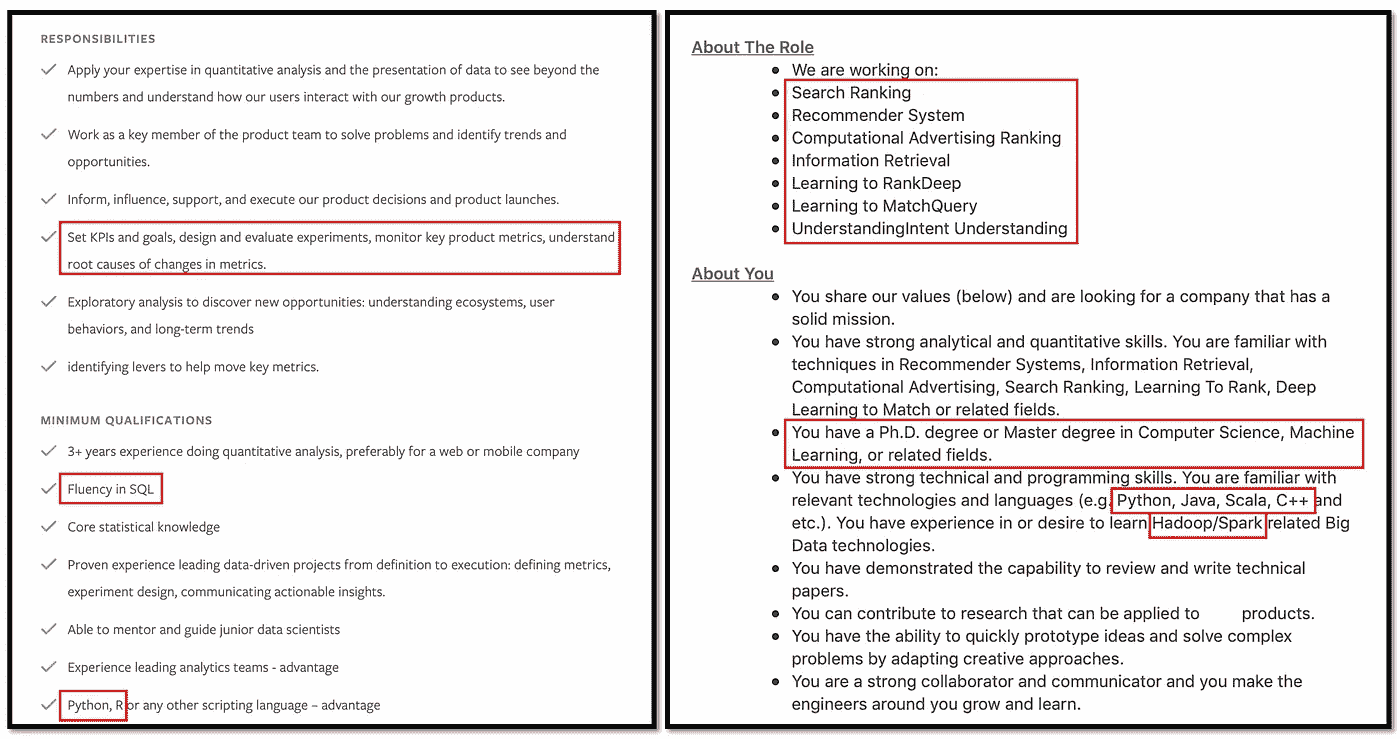 RESPONSIBILITIES
Apply your expertise in quantitative analysis and the presentation of data to see beyond the
numbers and understand how our users interact with our growth products.
Work as a key member of the product team to solve problems and identify trends and
opportunities.
Inform, influence, support, and execute our product decisions and product launches.
Set KPIs and goals, design and evaluate experiments, monitor key product metrics, understand
root causes of changes in metrics.
Exploratory analysis to discover new opportunities: understanding ecosystems, user
behaviors, and long-term trends
identifying levers to help move key metrics.
MINIMUM QUALIFICATIONS
3+ years experience doing quantitative analysis, preferably for a web or mobile company
Fluency in SQL
Core statistical knowledge
Proven experience leading data-driven projects from definition to execution: defining metrics,
experiment design, communicating actionable insights.
Able to mentor and guide junior data scientists
Experience leading analytics teams - advantage
Python, R or any other scripting language – advantage
About The Role
We are working on:
Search Ranking
Recommender System
Computational Advertising Ranking
Information Retrieval
Learning to RankDeep
Learning to MatchQuery
UnderstandingIntent Understanding
About You
You share our values (below) and are looking for a company that has a
solid mission.
You have strong analytical and quantitative skills. You are familiar with
techniques in Recommender Systems, Information Retrieval,
Computational Advertising, Search Ranking, Learning To Rank, Deep
Learning to Match or related fields.
You have a Ph.D. degree or Master degree in Computer Science, Machine
Learning, or related fields.
You have strong technical and programming skills. You are familiar with
relevant technologies and languages (e.g. Python, Java, Scala, C++ and
etc.). You have experience in or desire to learn Hadoop/Spark related Big
Data technologies.
You have demonstrated the capability to review and write technical
papers.
You can contribute to research that can be applied to products.
You have the ability to quickly prototype ideas and solve complex
problems by adapting creative approaches.
You are a strong collaborator and communicator and you make the
engineers around you grow and learn.